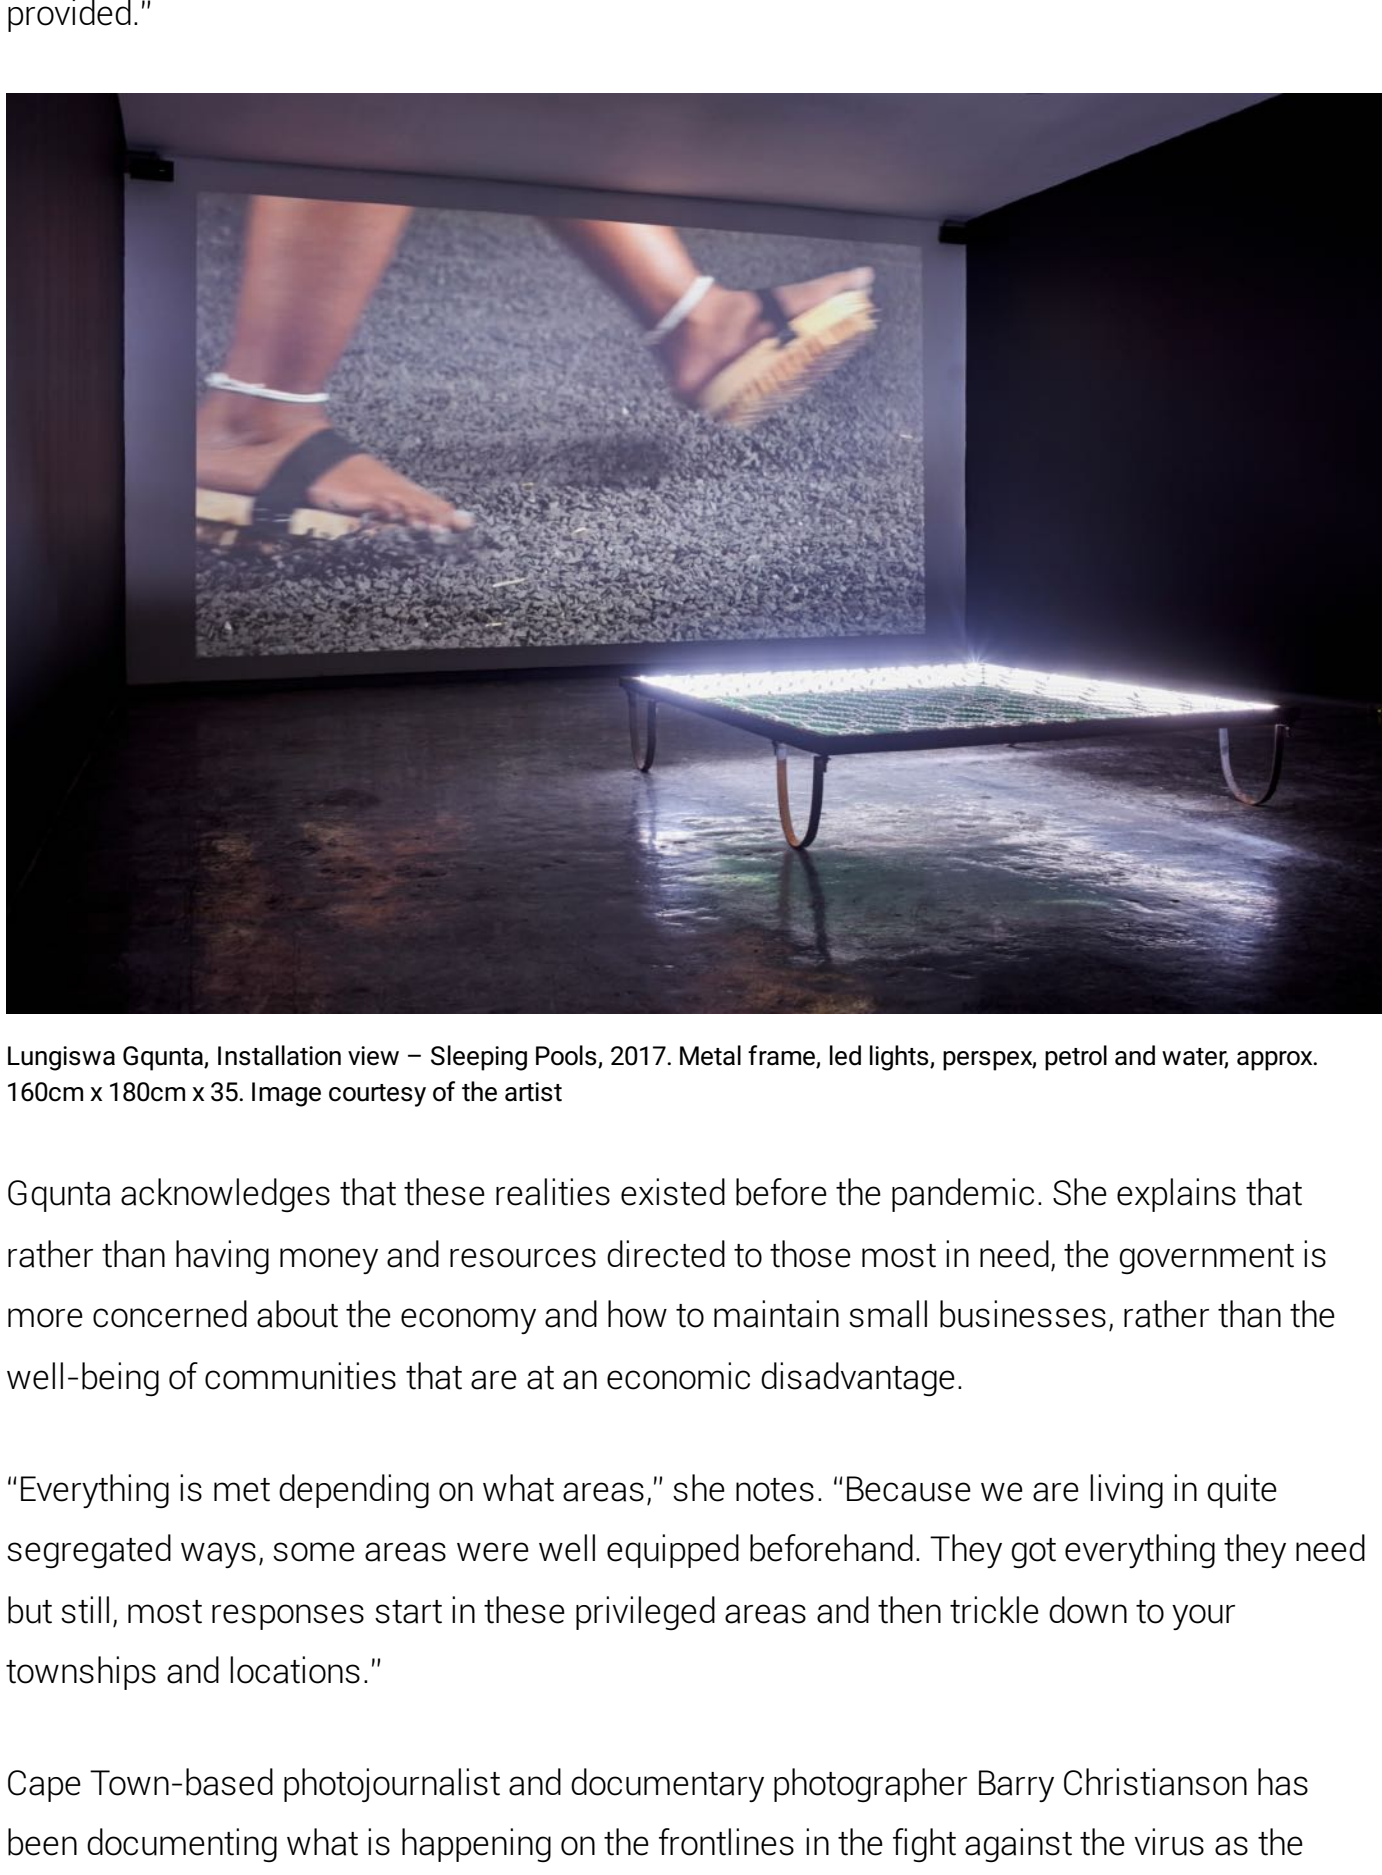 provided.”
Lungiswa Gqunta, Installation view – Sleeping Pools, 2017. Metal frame, led lights, perspex, petrol and water, approx.
160cm x 180cm x 35. Image courtesy of the artist
Gqunta acknowledges that these realities existed before the pandemic. She explains that
rather than having money and resources directed to those most in need, the government is
more concerned about the economy and how to maintain small businesses, rather than the
well-being of communities that are at an economic disadvantage.
“Everything is met depending on what areas,” she notes. “Because we are living in quite
segregated ways, some areas were well equipped beforehand. They got everything they need
but still, most responses start in these privileged areas and then trickle down to your
townships and locations.”
Cape Town-based photojournalist and documentary photographer Barry Christianson has
been documenting what is happening on the frontlines in the fight against the virus as the